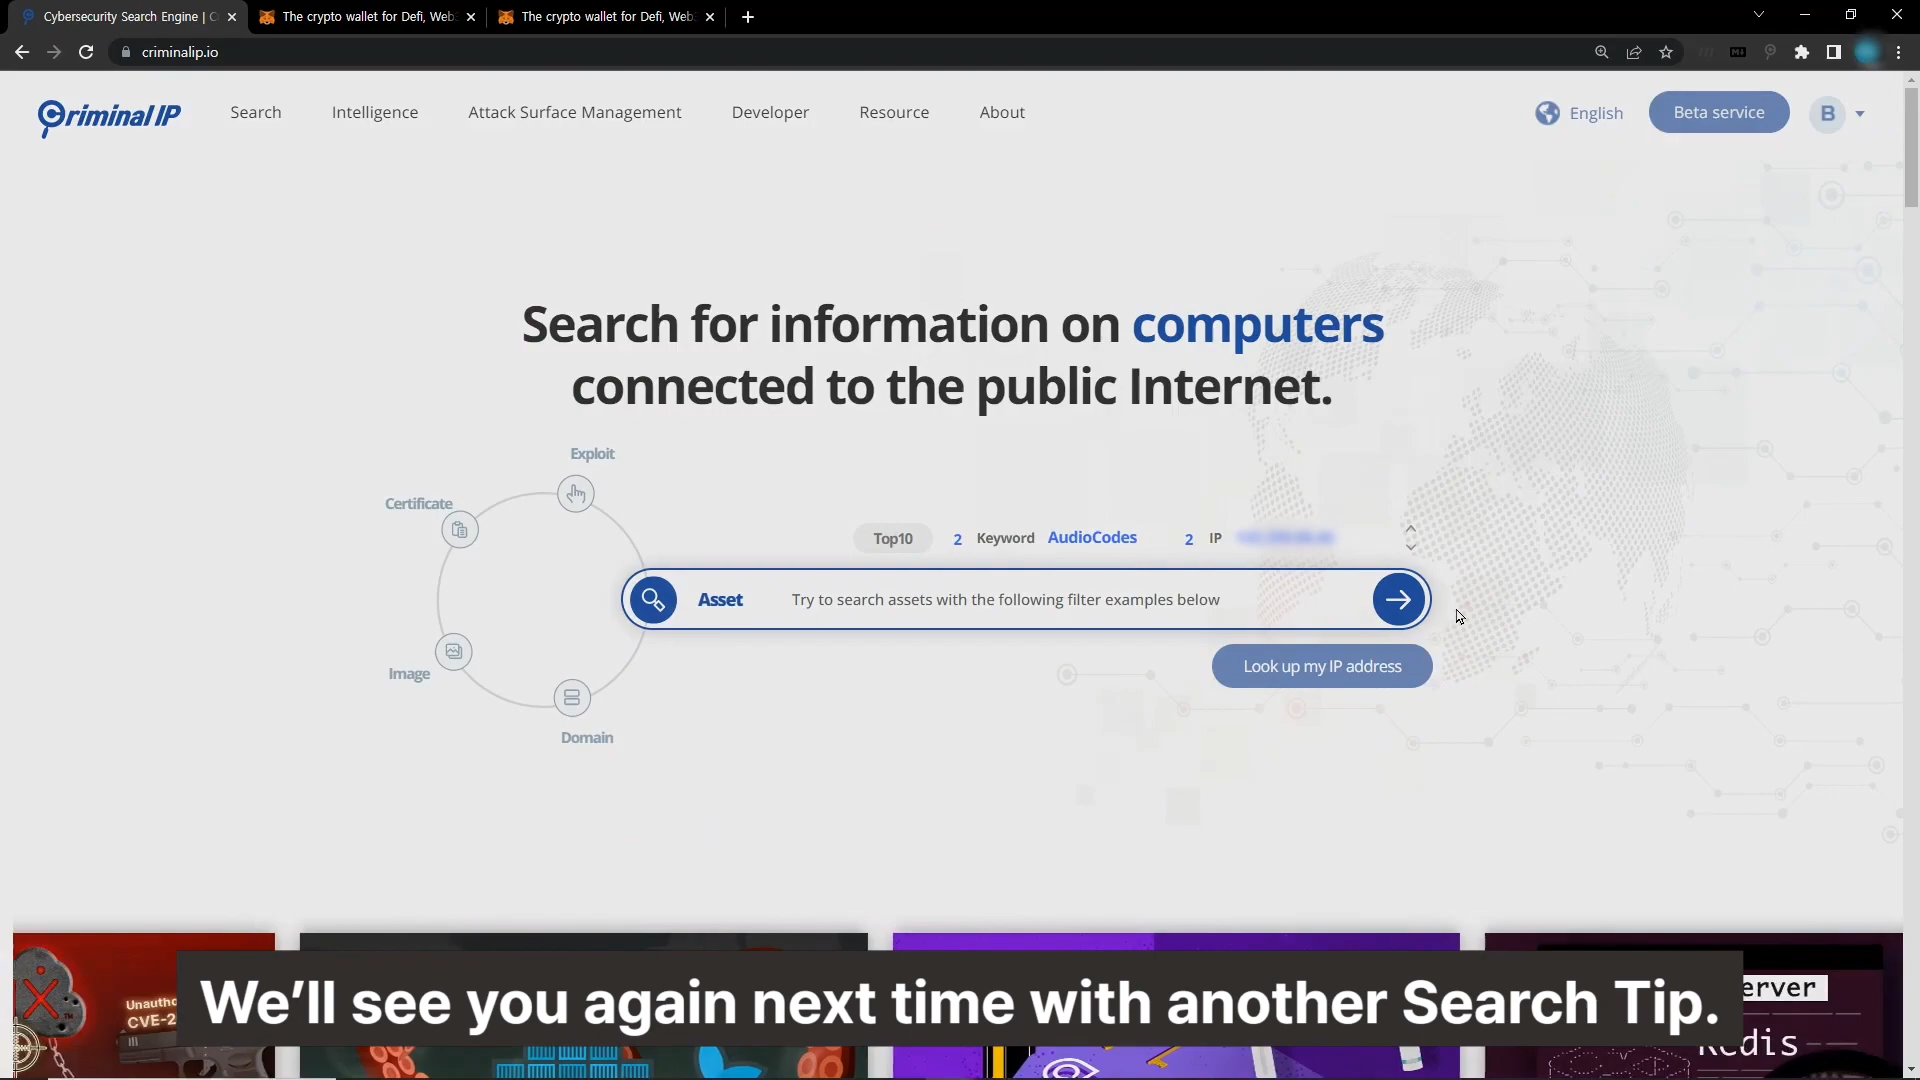 Cybersecurity Search Engine | C
The crypto wallet for Defi, Web
The crypto wallet for Defi, Web
criminalip.io
Criminal IP
Search
Intelligence
Attack Surface Management
Developer
Resource
About
English
Beta service
B
Search for information on computers
connected to the public Internet.
Exploit
Certificate
Top10 2 Keyword AudioCodes 2 IP
Asset Try to search assets with the following filter examples below
Image
Look up my IP address
Domain
Unautho
CVE-2
erver
Redis
We'll see you again next time with another Search Tip.